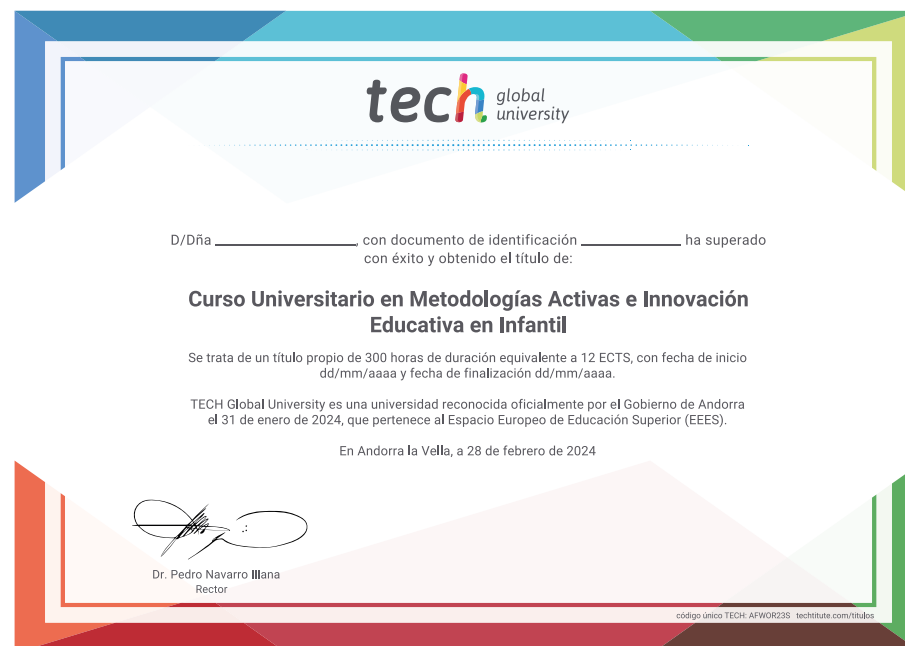 tech global university
D/Dña ____________, con documento de identificación ____________ ha superado
con éxito y obtenido el título de:
Curso Universitario en Metodologías Activas e Innovación
Educativa en Infantil
Se trata de un título propio de 300 horas de duración equivalente a 12 ECTS, con fecha de inicio
dd/mm/aaaa y fecha de finalización dd/mm/aaaa.
TECH Global University es una universidad reconocida oficialmente por el Gobierno de Andorra
el 31 de enero de 2024, que pertenece al Espacio Europeo de Educación Superior (EEES).
En Andorra la Vella, a 28 de febrero de 2024
Dr. Pedro Navarro Illana
Rector
código único TECH: AFWOR23S techtitute.com/titulos